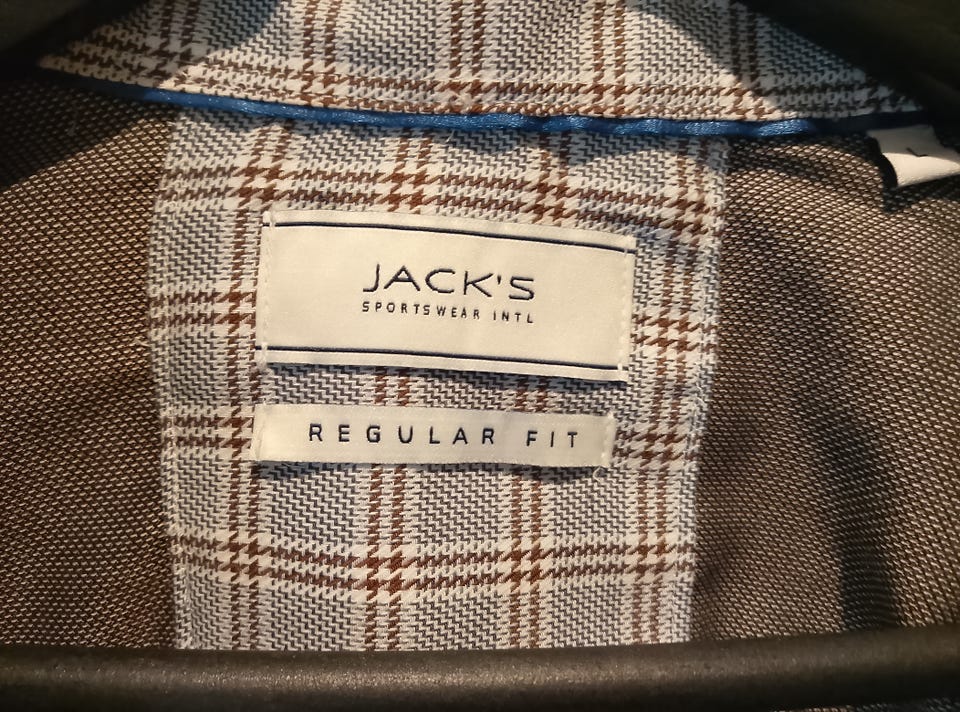 JACK'S
SPORTSWEAR INTL
REGULAR FIT